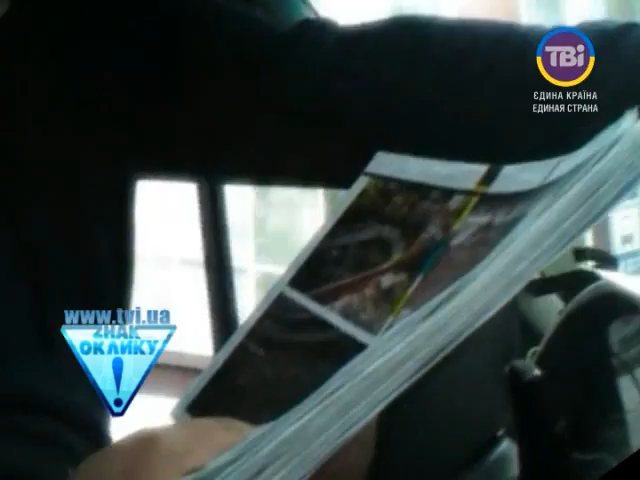 ТВі
ЄДИНА КРАЇНА
ЕДИНАЯ СТРАНА
www.tvi.ua
ЗНАК
ОКЛИКУ
!